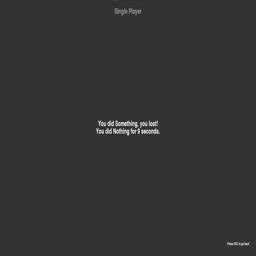 Single Player
You did Something, you lost!
You did Nothing for 9 seconds.
Press ESC to go back